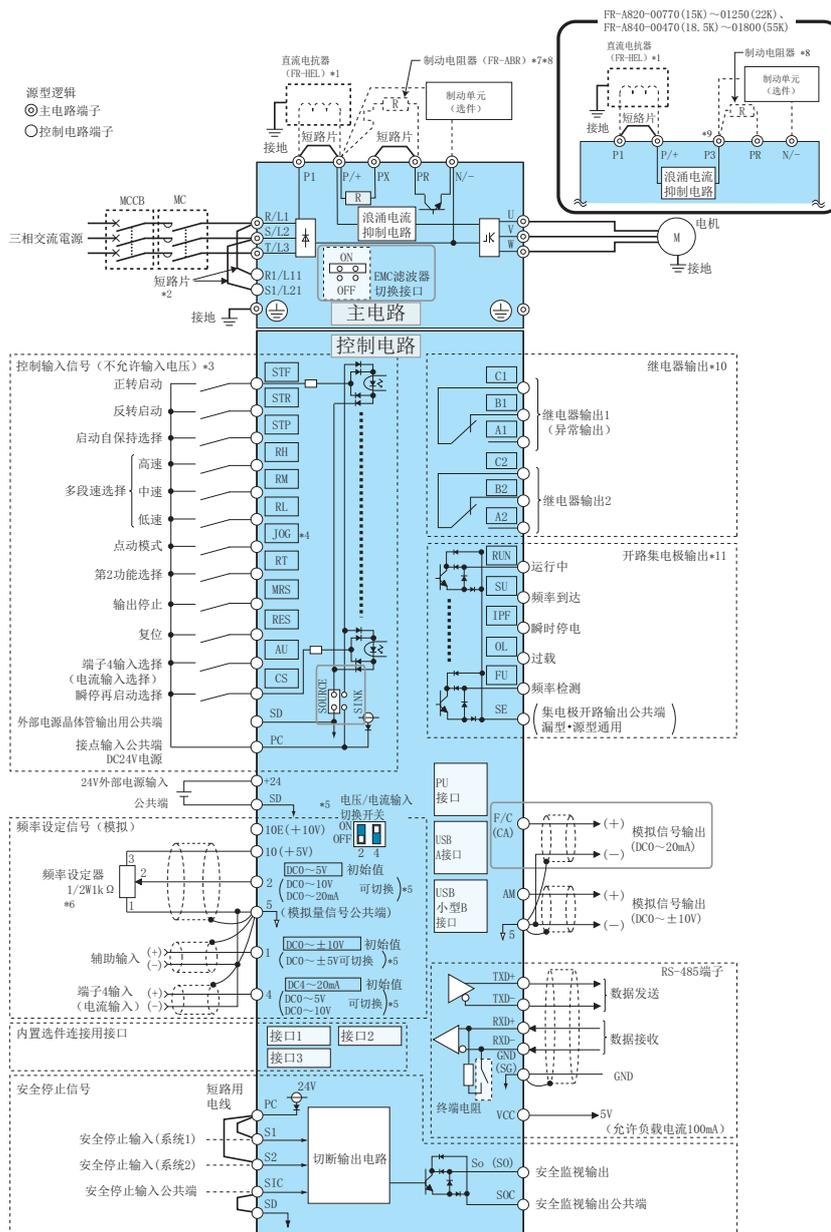 FR-A820-00770(15K)～01250(22K)、
FR-A840-00470(18.5K)～01800(55K)
直流电抗器
(FR-HEL)*1
制动电阻器 *8
制动单元
(选件)
R
接地
短络片
*9
P1
P/+
P3
PR
N/-
浪涌电流
抑制电路
源型逻辑
主电路端子
控制电路端子
直流电抗器
(FR-HEL)*1
制动电阻器（FR-ABR）*7*8
制动单元
(选件)
R
接地
短路片
短路片
P1
P/+
PX
PR
N/-
R
浪涌电流
抑制电路
MCCB
MC
三相交流電源
R/L1
S/L2
T/L3
R1/L11
S1/L21
短路片
*2
接地
ON
OFF
EMC滤波器
切换接口
U
V
W
M
电机
接地
主电路
控制电路
控制输入信号（不允许输入电压）*3
正转启动
STF
反转启动
STR
启动自保持选择
STP
多段速选择
高速
RH
中速
RM
低速
RL
点动模式
JOG
*4
第2功能选择
RT
输出停止
MRS
复位
RES
端子4输入选择
（电流输入选择）
AU
瞬停再启动选择
CS
SOURCE
SINK
外部电源晶体管输出用公共端
SD
接点输入公共端
DC24V电源
PC
继电器输出*10
C1
B1
A1
继电器输出1
（异常输出）
C2
B2
A2
继电器输出2
开路集电极输出*11
RUN
运行中
SU
频率到达
IPF
瞬时停电
OL
过载
FU
频率检测
SE
集电极开路输出公共端
漏型•源型通用
24V外部电源输入
+24
公共端
SD
*5
电压/电流输入
切换开关
ON
OFF
2 4
频率设定信号（模拟）
10E(＋10V)
10(＋5V)
频率设定器
1/2W1kΩ
*6
3
2
1
2
DC0～5V 初始值
DC0～10V
DC0～20mA
可切换
*5
5
(模拟量信号公共端)
辅助输入
(+)
(−)
1
DC0～±10V 初始值
DC0～±5V可切换
*5
端子4输入
（电流输入）
(+)
(−)
4
DC4～20mA 初始值
DC0～5V
DC0～10V
可切换
*5
PU
接口
USB
A接口
USB
小型B
接口
F/C
(CA)
(+)
(−)
模拟信号输出
(DC0～20mA)
AM
5
(+)
(−)
模拟信号输出
(DC0～±10V)
RS-485端子
TXD+
TXD-
数据发送
RXD+
RXD-
数据接收
GND
(SG)
GND
终端电阻
VCC
5V
（允许负载电流100mA）
内置选件连接用接口
接口1
接口2
接口3
安全停止信号
短路用
电线
PC
24V
安全停止输入(系统1)
S1
安全停止输入(系统2)
S2
安全停止输入公共端
SIC
SD
切断输出电路
So (SO)
安全监视输出
SOC
安全监视输出公共端